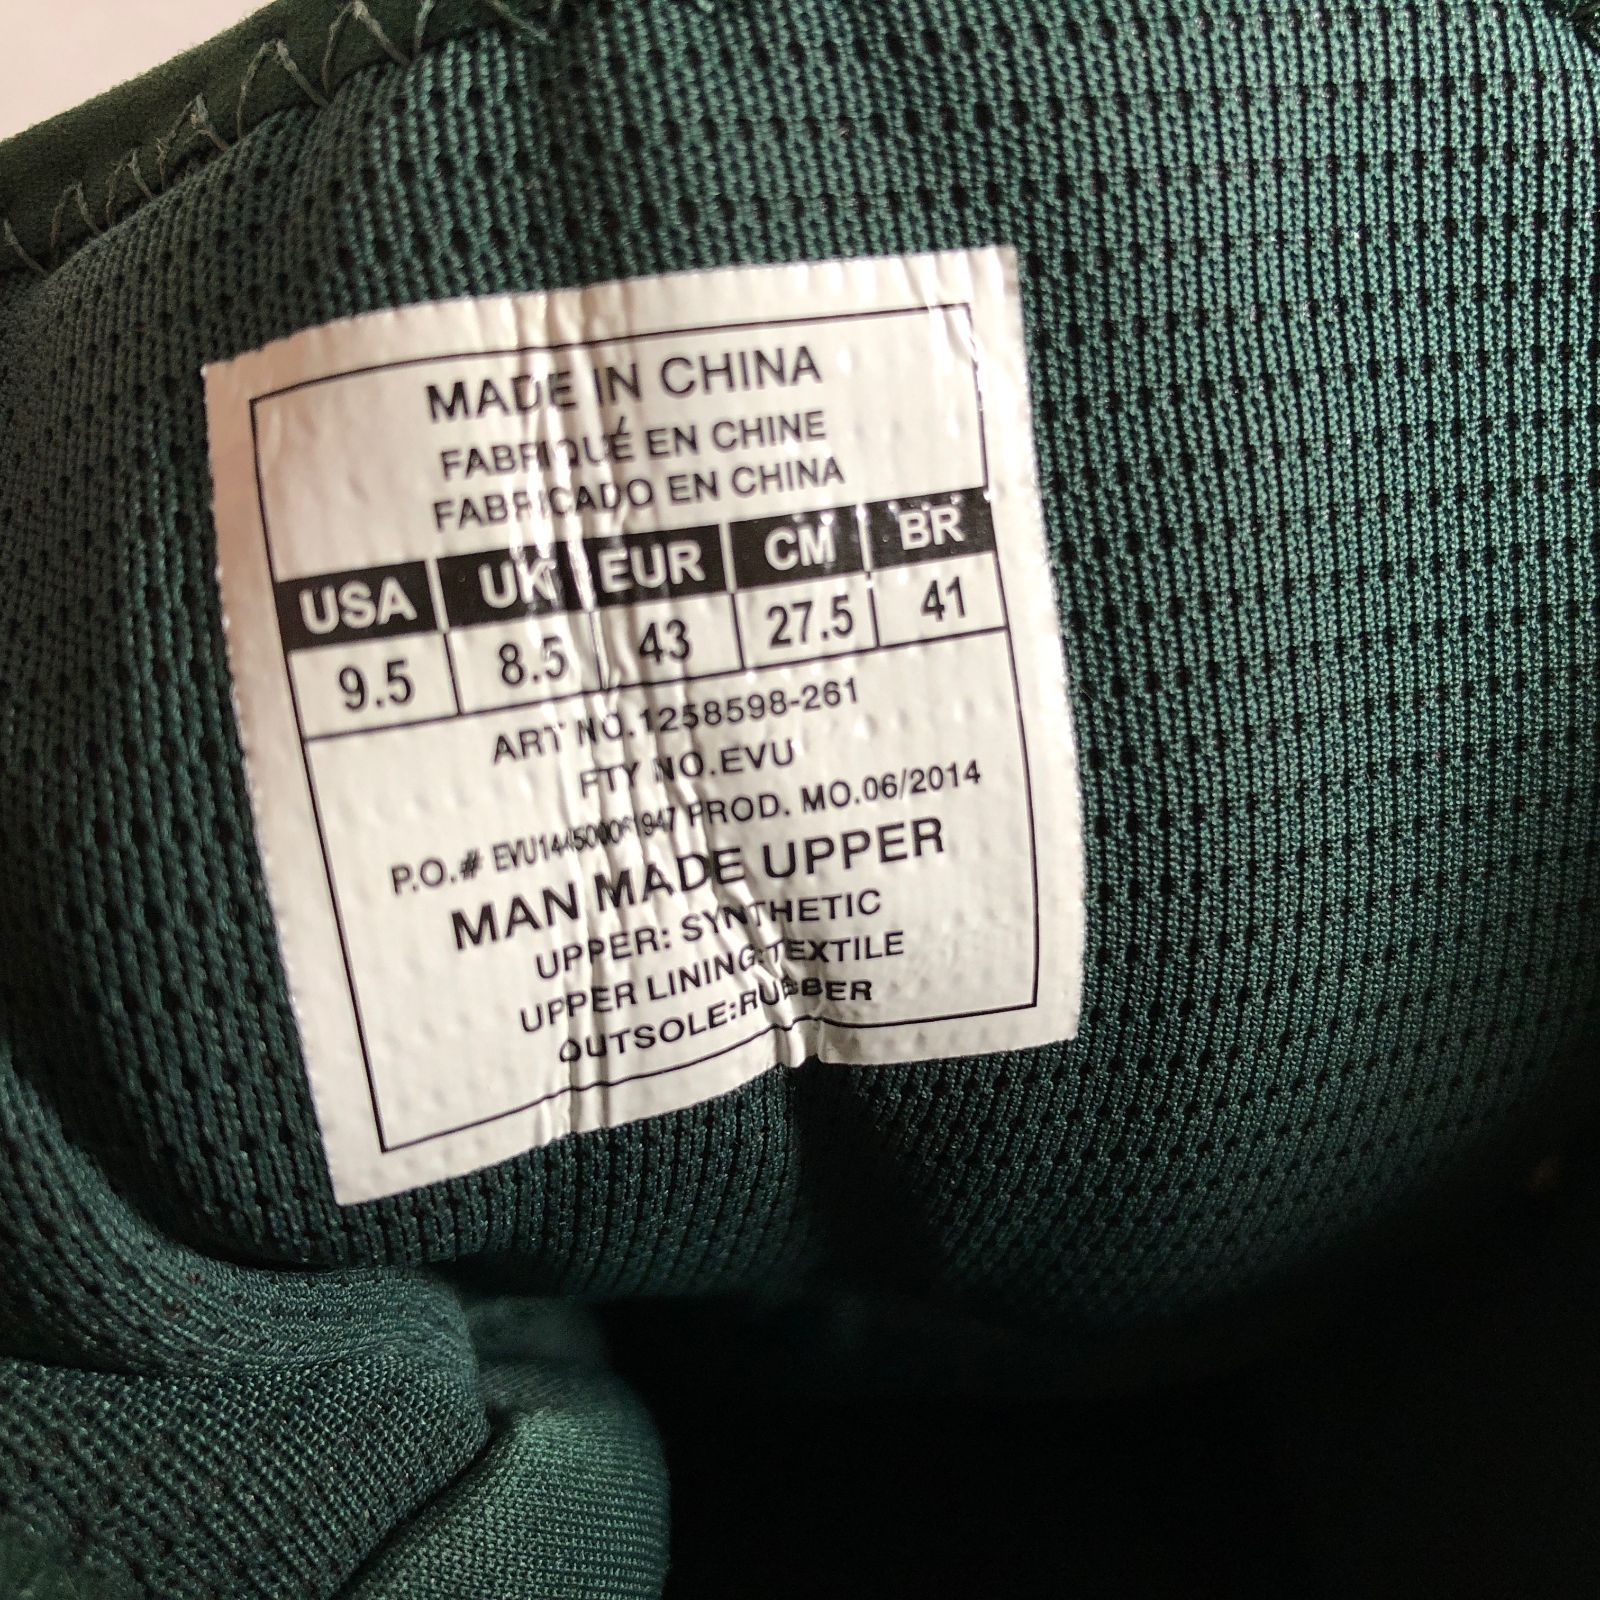 MADE IN CHINA
FABRIQUÉ EN CHINE
FABRICADO EN CHINA
USA UK EUR CM BR
9.5 8.5 43 27.5 41
ART NO.1258598-261
FTY NO.EVU
P.O.# PROD. MO.06/2014
MAN MADE UPPER
UPPER: SYNTHETIC
UPPER LINING:TEXTILE
OUTSOLE:RUBBER